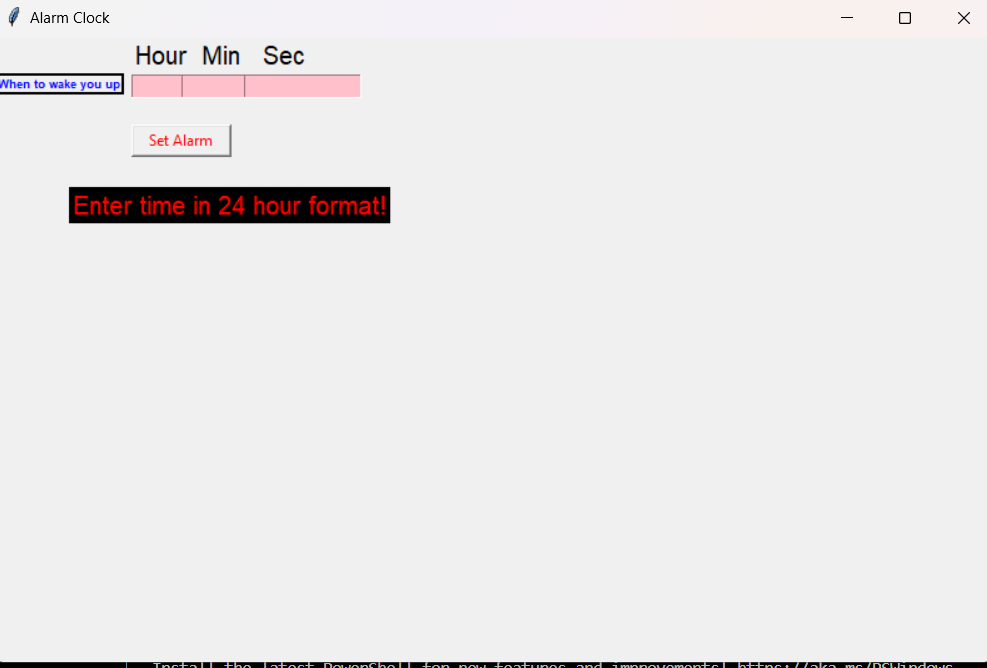 Alarm Clock
Hour Min Sec
When to wake you up
Set Alarm
Enter time in 24 hour format!
Install the latest PowerShell for new features and improvements! https://aka.ms/PSWindows